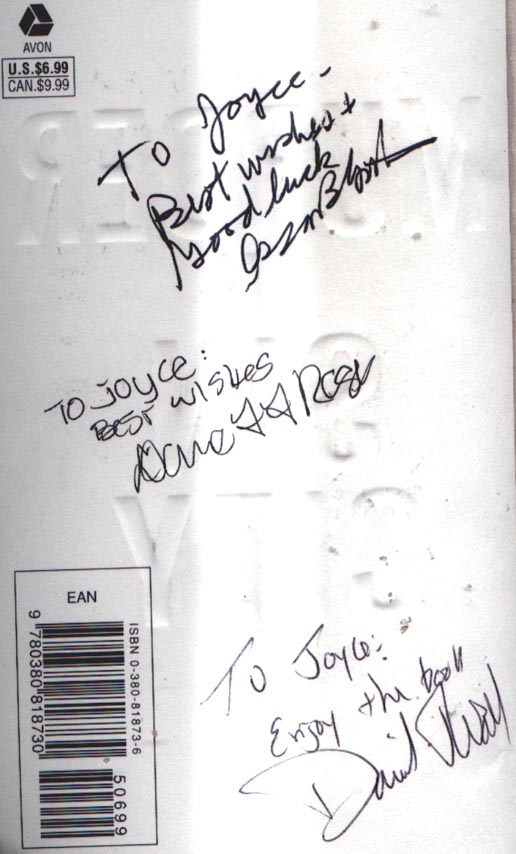 AVON
U.S.$6.99
CAN.$9.99
To Joyce -
Best wishes +
Good luck
To Joyce:
BEST wishes
To Joyce:
Enjoy the book
David
EAN
ISBN 0-380-81873-6
9 780380 818730
50699